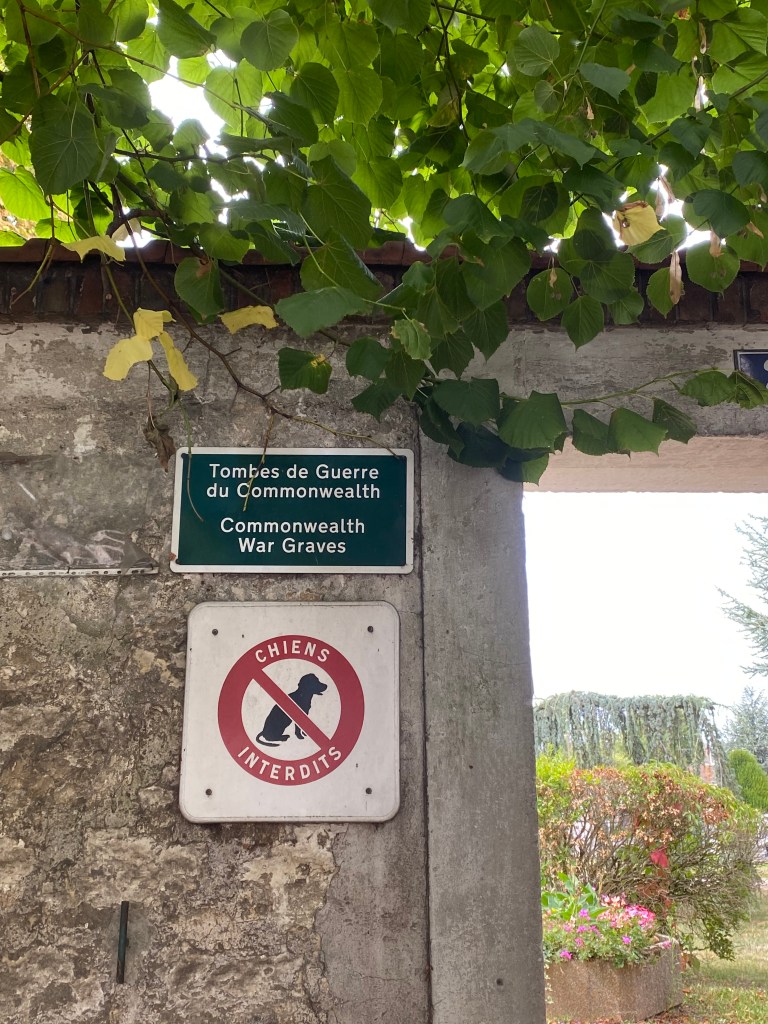 Tombes de Guerre
du Commonwealth
Commonwealth
War Graves
CHIENS
INTERDITS